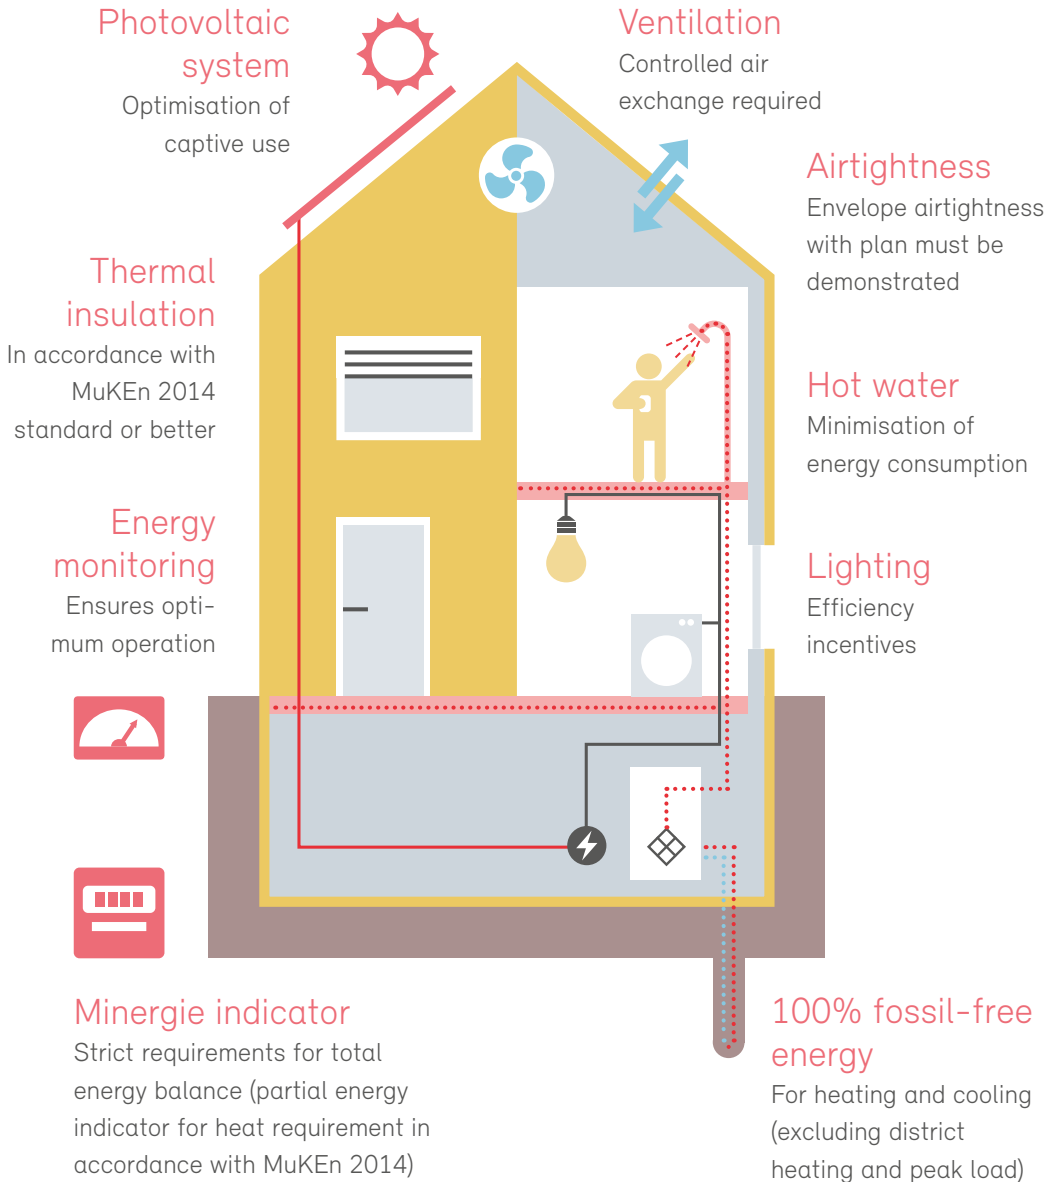 Photovoltaic
system
Optimisation of
captive use
Ventilation
Controlled air
exchange required
Airtightness
Envelope airtightness
with plan must be
demonstrated
Thermal
insulation
In accordance with
MuKEn 2014
standard or better
Hot water
Minimisation of
energy consumption
Energy
monitoring
Ensures opti-
mum operation
Lighting
Efficiency
incentives
Minergie indicator
Strict requirements for total
energy balance (partial energy
indicator for heat requirement in
accordance with MuKEn 2014)
100% fossil-free
energy
For heating and cooling
(excluding district
heating and peak load)